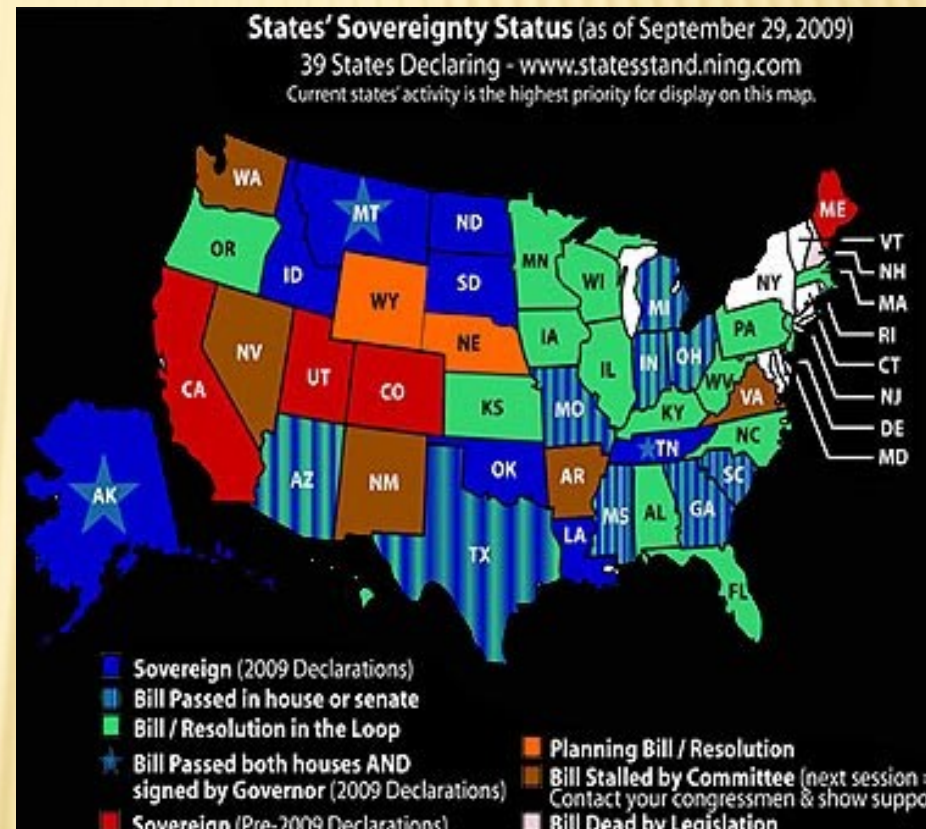 States' Sovereignty Status (as of September 29, 2009)
39 States Declaring - www.statesstand.ning.com
Current states' activity is the highest priority for display on this map.
WA
MT
ND
ME
OR
ID
SD
MN
WI
NY
VT
NH
MA
RI
CT
NJ
DE
MD
WY
MI
NV
NE
IA
PA
CA
UT
CO
IL
IN
OH
WV
VA
KS
MO
KY
NC
AZ
NM
OK
AR
TN
SC
AK
TX
LA
MS
AL
GA
FL
Sovereign (2009 Declarations)
Bill Passed in house or senate
Bill / Resolution in the Loop
Bill Passed both houses AND
signed by Governor (2009 Declarations)
Sovereign (Pre-2009 Declarations)
Planning Bill / Resolution
Bill Stalled by Committee (next session
Contact your congressmen & show
Bill Dead by Legislation